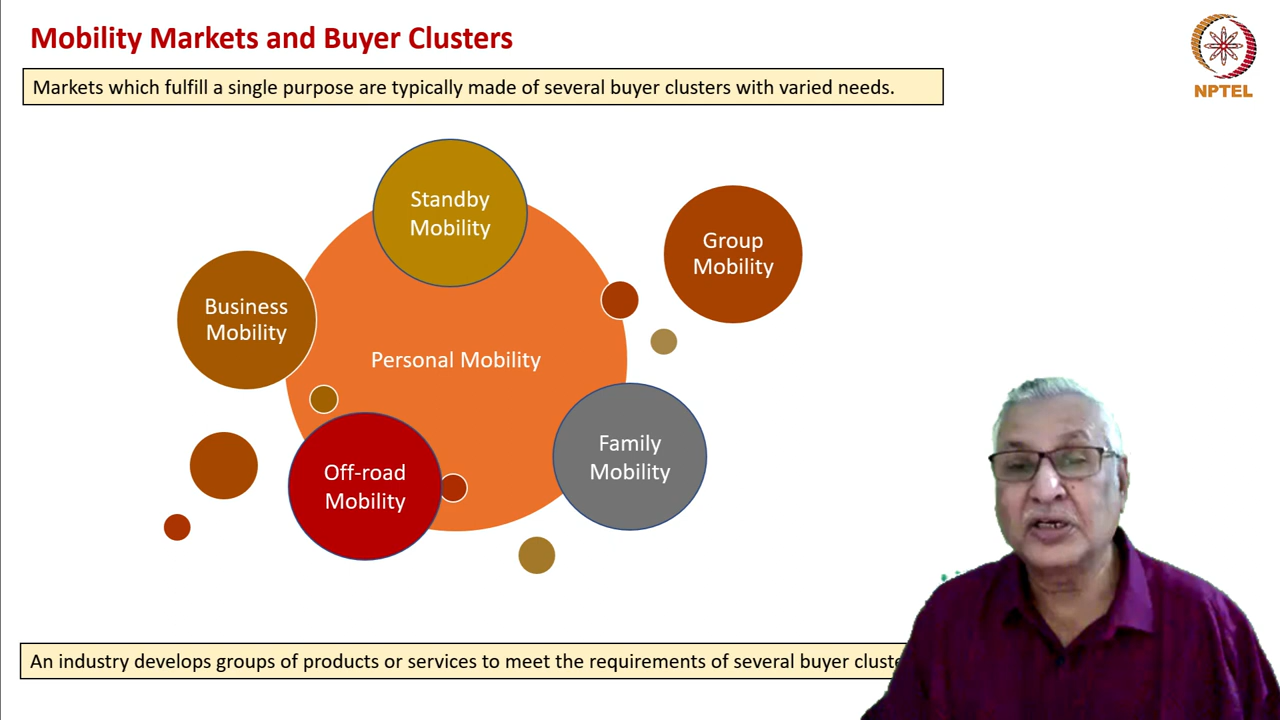 Mobility Markets and Buyer Clusters
NPTEL
Markets which fulfill a single purpose are typically made of several buyer clusters with varied needs.
Standby
Mobility
Group
Mobility
Business
Mobility
Personal Mobility
Family
Mobility
Off-road
Mobility
An industry develops groups of products or services to meet the requirements of several buyer